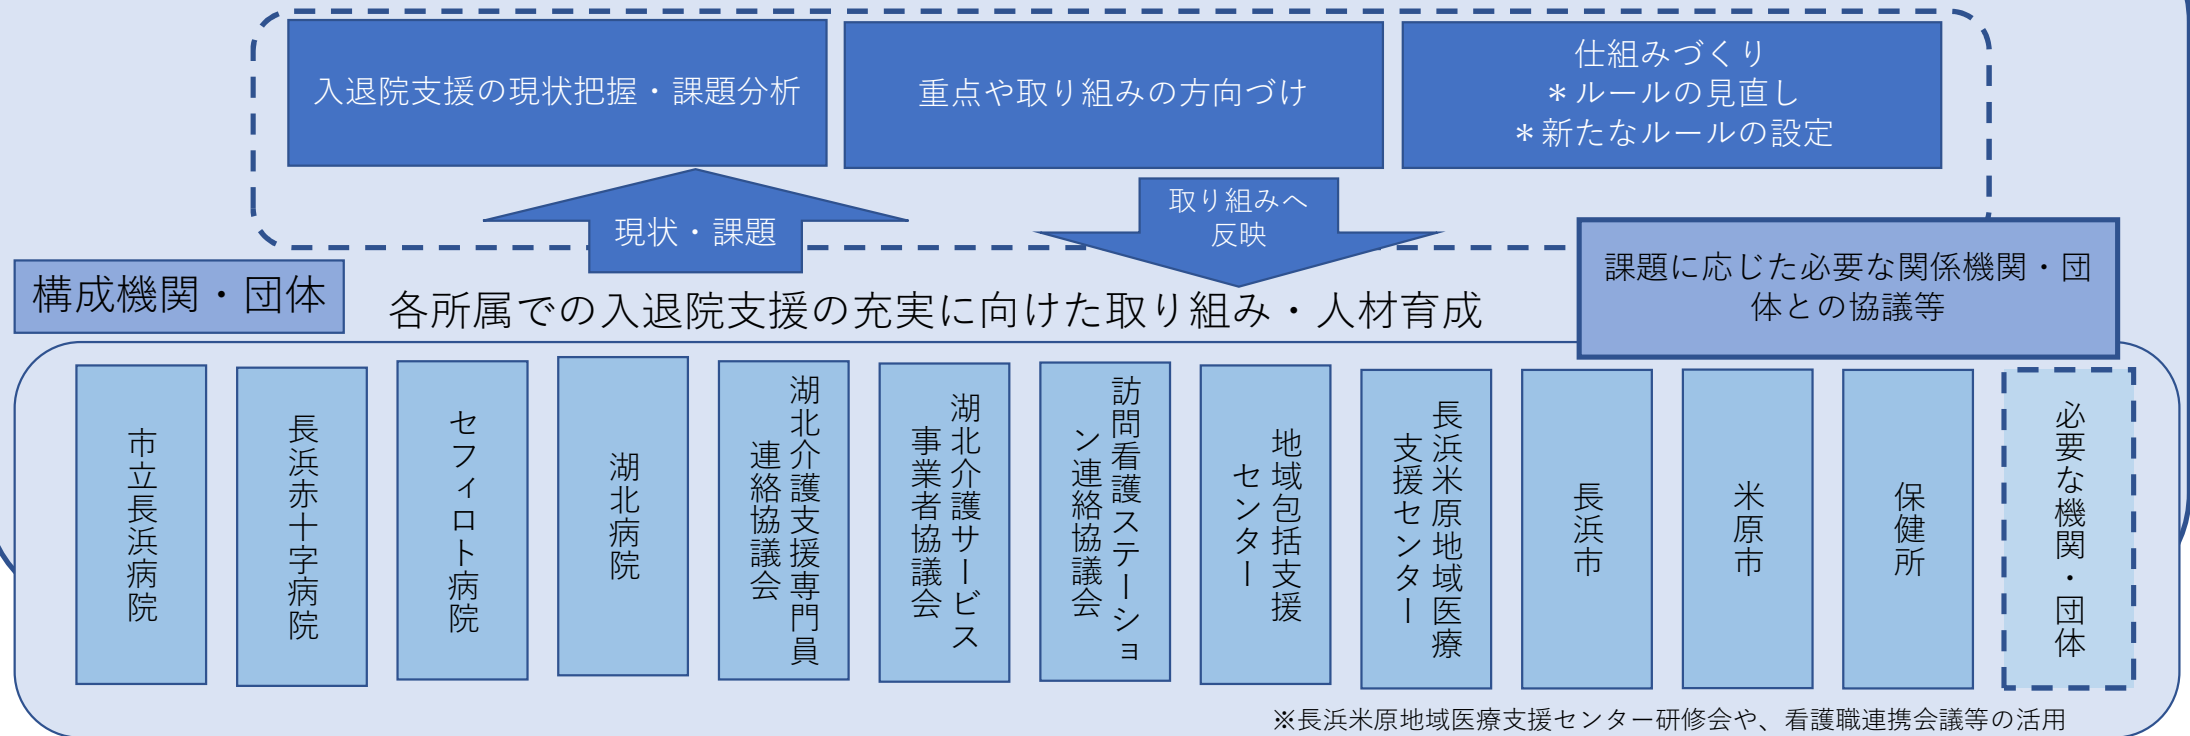 入退院支援の現状把握・課題分析
重点や取り組みの方向づけ
仕組みづくり
＊ルールの見直し
＊新たなルールの設定
現状・課題
取り組みへ
反映
課題に応じた必要な関係機関・団
体との協議等
構成機関・団体
各所属での入退院支援の充実に向けた取り組み・人材育成
市立長浜病院
長浜赤十字病院
セフィロト病院
湖北病院
湖北介護支援専門員
連絡協議会
湖北介護サービス
事業者協議会
訪問看護ステーショ
ン連絡協議会
地域包括支援
センター
長浜米原地域医療
支援センター
長浜市
米原市
保健所
必要な機関・団体
※長浜米原地域医療支援センター研修会や、看護職連携会議等の活用